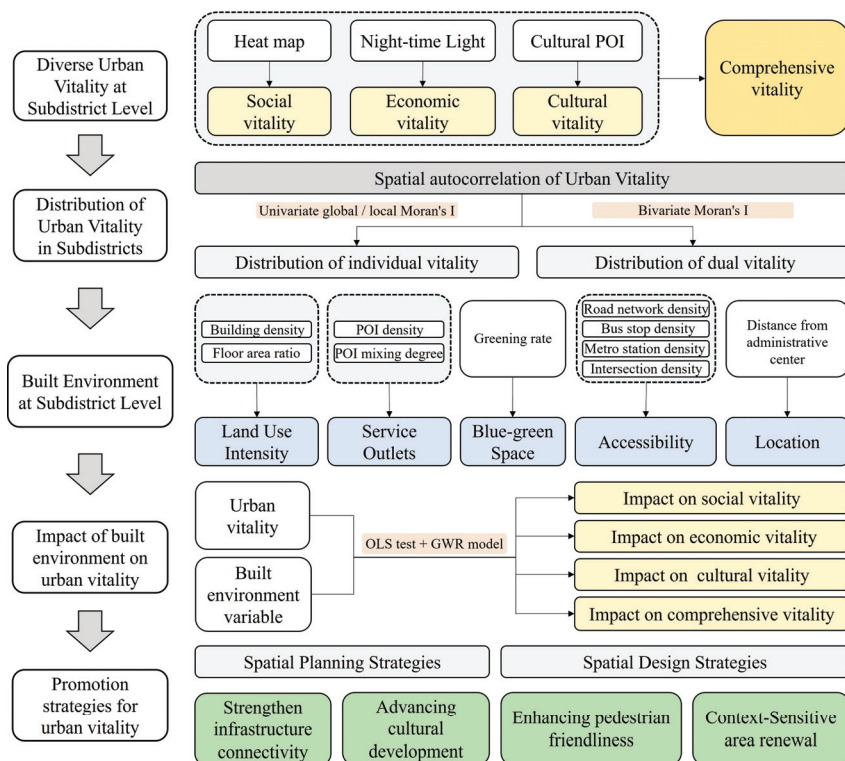 Diverse Urban
Vitality at
Subdistrict Level
Heat map
Night-time Light
Cultural POI
Social
vitality
Economic
vitality
Cultural
vitality
Comprehensive
vitality
Distribution of
Urban Vitality
in Subdistricts
Spatial autocorrelation of Urban Vitality
Univariate global / local Moran's I
Bivariate Moran's I
Distribution of individual vitality
Distribution of dual vitality
Built Environment
at Subdistrict Level
Building density
Floor area ratio
POI density
POI mixing degree
Greening rate
Road network density
Bus stop density
Metro station density
Intersection density
Distance from
administrative
center
Land Use
Intensity
Service
Outlets
Blue-green
Space
Accessibility
Location
Impact of built
environment on
urban vitality
Urban
vitality
Built
environment
variable
OLS test + GWR model
Impact on social vitality
Impact on economic vitality
Impact on cultural vitality
Impact on comprehensive vitality
Promotion
strategies for
urban vitality
Spatial Planning Strategies
Spatial Design Strategies
Strengthen
infrastructure
connectivity
Advancing
cultural
development
Enhancing pedestrian
friendliness
Context-Sensitive
area renewal